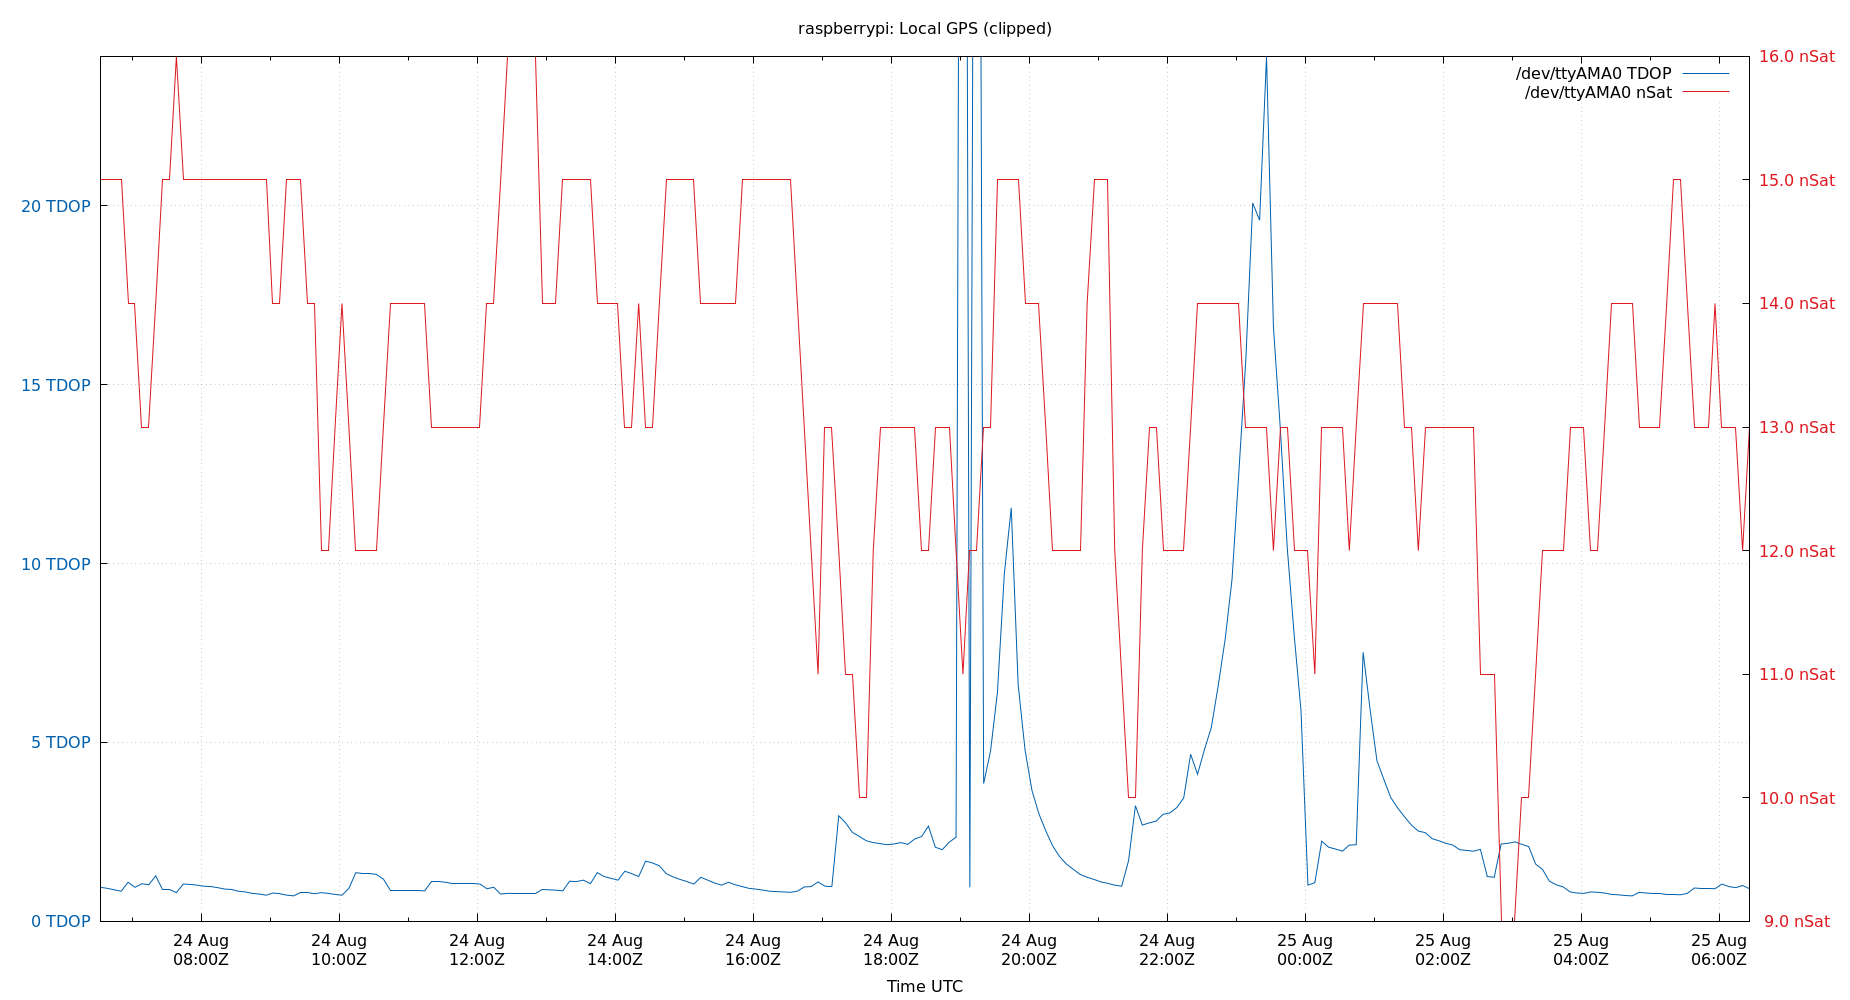 raspberrypi: Local GPS (clipped)
/dev/ttyAMA0 TDOP
/dev/ttyAMA0 nSat
20 TDOP
15 TDOP
10 TDOP
5 TDOP
0 TDOP
16.0 nSat
15.0 nSat
14.0 nSat
13.0 nSat
12.0 nSat
11.0 nSat
10.0 nSat
9.0 nSat
24 Aug 24 Aug 24 Aug 24 Aug 24 Aug 24 Aug 24 Aug 24 Aug 25 Aug 25 Aug 25 Aug 25 Aug
08:00Z 10:00Z 12:00Z 14:00Z 16:00Z 18:00Z 20:00Z 22:00Z 00:00Z 02:00Z 04:00Z 06:00Z
Time UTC